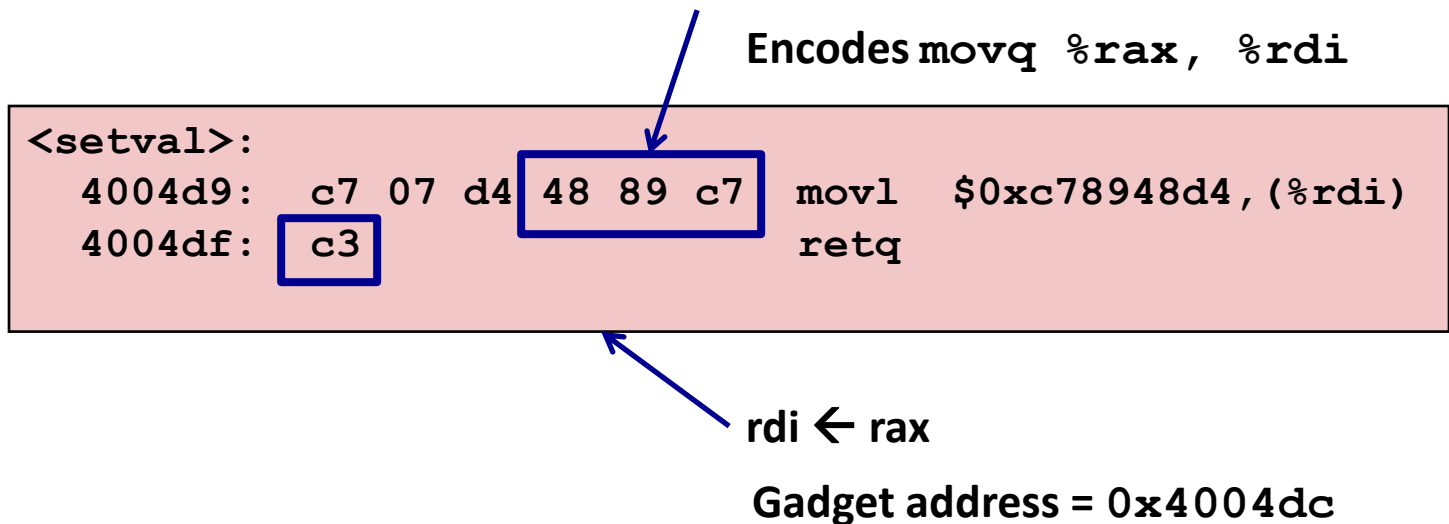 Encodes movq %rax, %rdi
<setval>:
4004d9: c7 07 d4 48 89 c7 movl $0xc78948d4,(%rdi)
4004df: c3 retq
rdi ← rax
Gadget address = 0x4004dc